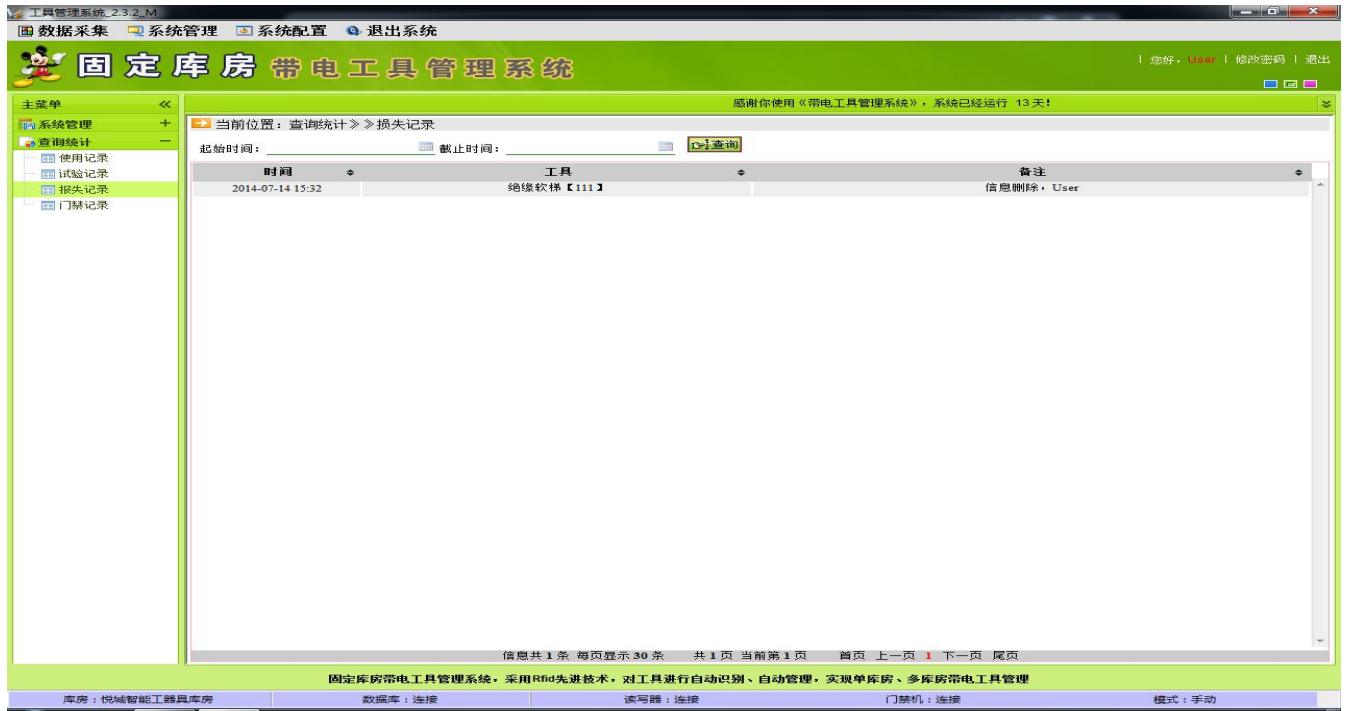 工具管理系统_2.3.2_M
数据采集 系统管理 系统配置 退出系统
固定库房带电工具管理系统
您好，User | 修改密码 | 退出
主菜单
感谢你使用《带电工具管理系统》，系统已经运行 13天！
系统管理
查询统计
使用记录
试验记录
报失记录
门禁记录
当前位置：查询统计》》损失记录
起始时间： 截止时间： 查询
时间 工具 备注
2014-07-14 15:32 绝缘软梯【111】 信息删除，User
信息共1条 每页显示30条 共1页 当前第1页 首页 上一页 1 下一页 尾页
固定库房带电工具管理系统，采用Rfid先进技术，对工具进行自动识别、自动管理，实现单库房、多库房带电工具管理
库房：悦域智能工器具库房 数据库：连接 读写器：连接 门禁机：连接 模式：手动